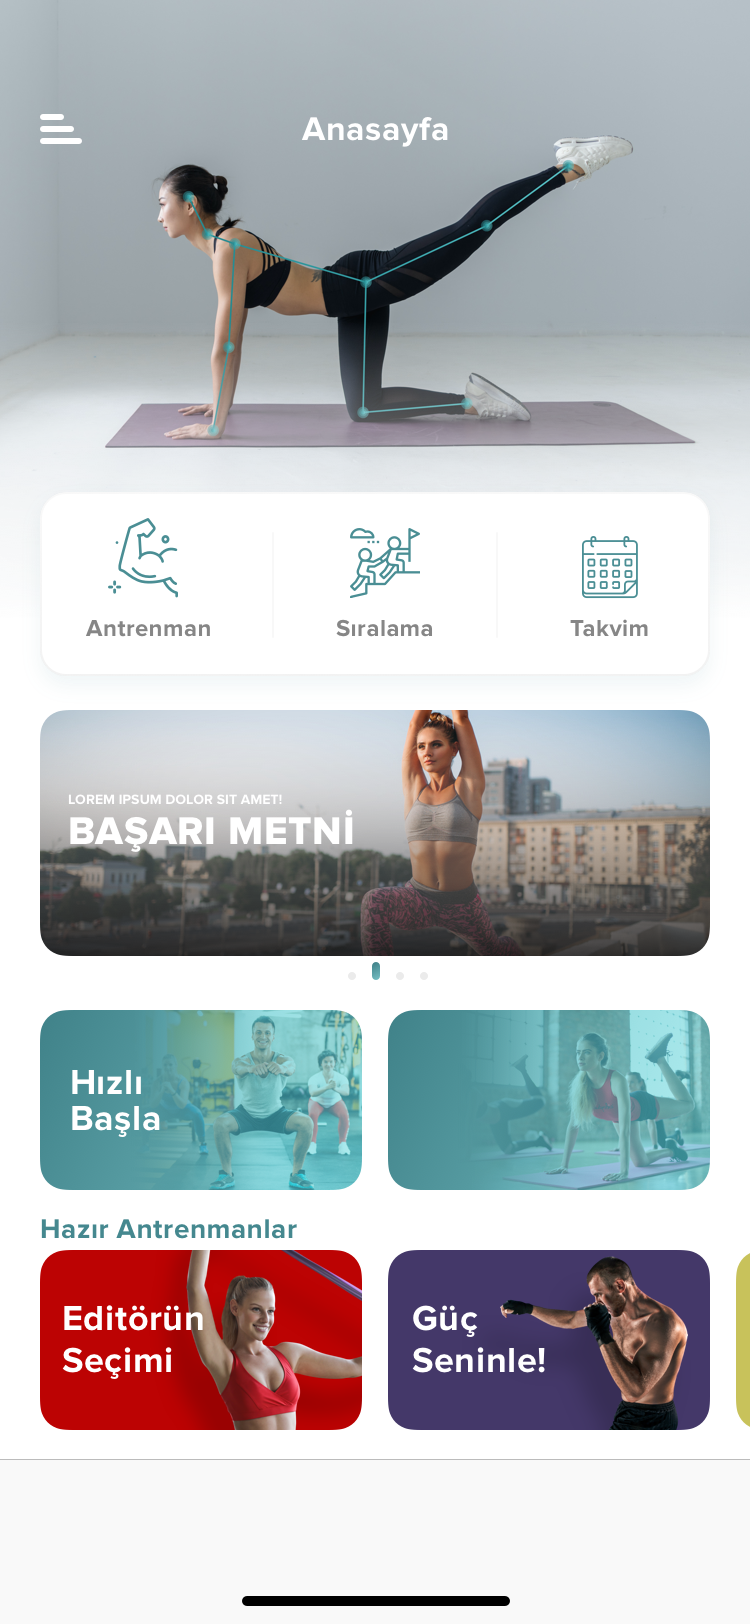 Anasayfa
Antrenman
Sıralama
Takvim
LOREM IPSUM DOLOR SIT AMET!
BAŞARI METNİ
Hızlı
Başla
Hazır Antrenmanlar
Editörün
Seçimi
Güç
Seninle!